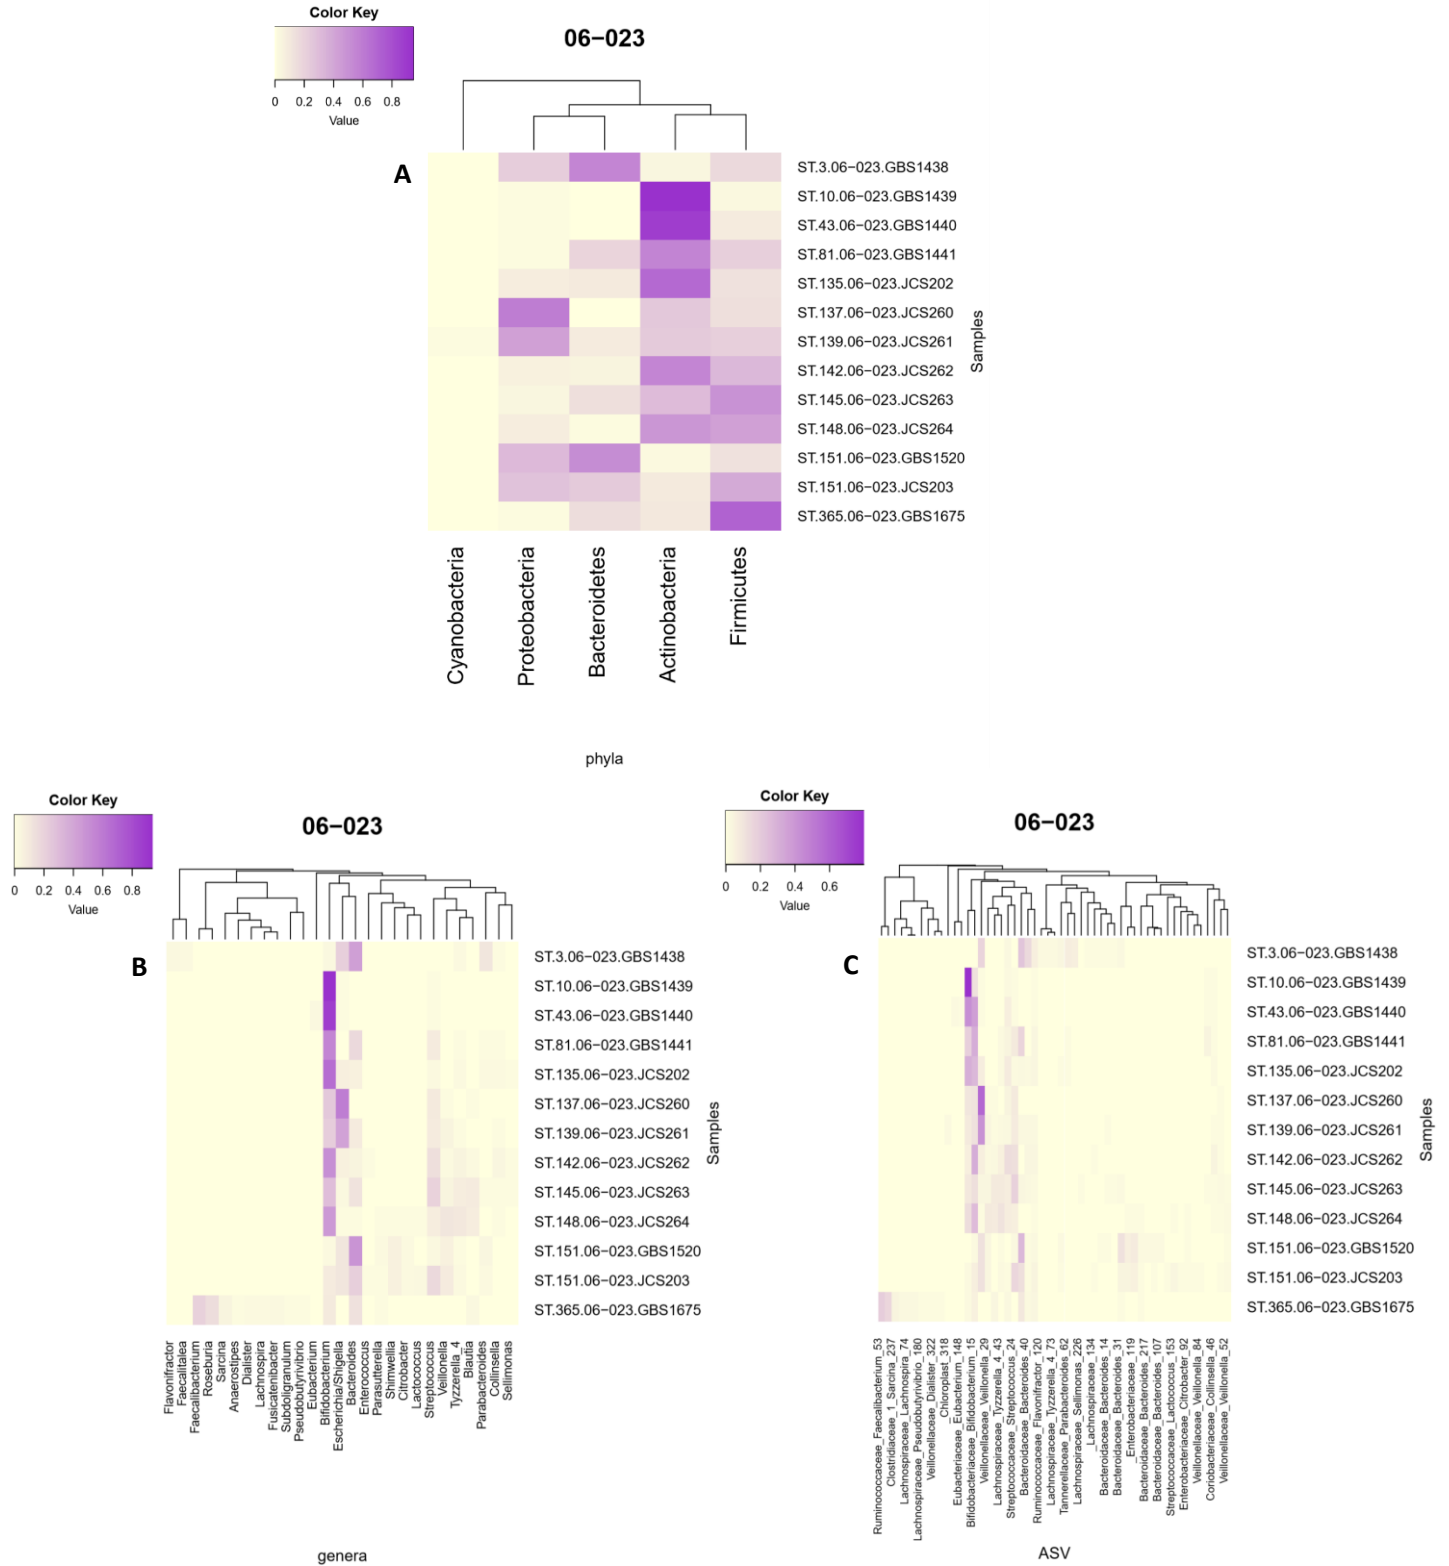 Color Key
06−023
0 0.2 0.4 0.6 0.8
Value
A
ST.3.06−023.GBS1438
ST.10.06−023.GBS1439
ST.43.06−023.GBS1440
ST.81.06−023.GBS1441
ST.135.06−023.JCS202
ST.137.06−023.JCS260
ST.139.06−023.JCS261
ST.142.06−023.JCS262
ST.145.06−023.JCS263
ST.148.06−023.JCS264
ST.151.06−023.GBS1520
ST.151.06−023.JCS203
ST.365.06−023.GBS1675
Samples
Cyanobacteria
Proteobacteria
Bacteroidetes
Actinobacteria
Firmicutes
phyla
Color Key
06−023
0 0.2 0.4 0.6 0.8
Value
B
ST.3.06−023.GBS1438
ST.10.06−023.GBS1439
ST.43.06−023.GBS1440
ST.81.06−023.GBS1441
ST.135.06−023.JCS202
ST.137.06−023.JCS260
ST.139.06−023.JCS261
ST.142.06−023.JCS262
ST.145.06−023.JCS263
ST.148.06−023.JCS264
ST.151.06−023.GBS1520
ST.151.06−023.JCS203
ST.365.06−023.GBS1675
Samples
Flavonifractor
Faecalitalea
Faecalibacterium
Roseburia
Sarcina
Anaerostipes
Dialister
Lachnospira
Fusicatenibacter
Subdoligranulum
Pseudobutyrivibrio
Eubacterium
Bifidobacterium
Escherichia/Shigella
Bacteroides
Enterococcus
Parasutterella
Shimwellia
Citrobacter
Lactococcus
Streptococcus
Veillonella
Tyzzerella_4
Blautia
Parabacteroides
Collinsella
Sellimonas
genera
Color Key
06−023
0 0.2 0.4 0.6
Value
C
ST.3.06−023.GBS1438
ST.10.06−023.GBS1439
ST.43.06−023.GBS1440
ST.81.06−023.GBS1441
ST.135.06−023.JCS202
ST.137.06−023.JCS260
ST.139.06−023.JCS261
ST.142.06−023.JCS262
ST.145.06−023.JCS263
ST.148.06−023.JCS264
ST.151.06−023.GBS1520
ST.151.06−023.JCS203
ST.365.06−023.GBS1675
Samples
Ruminococcaceae_Faecalibacterium_53
Clostridiaceae_1_Sarcina_237
Lachnospiraceae_Lachnospira_74
Lachnospiraceae_Pseudobutyrivibrio_180
Veillonellaceae_Dialister_322
Chloroplast_318
Eubacteriaceae_Eubacterium_148
Bifidobacteriaceae_Bifidobacterium_15
Veillonellaceae_Veillonella_29
Lachnospiraceae_Tyzzerella_4_43
Streptococcaceae_Streptococcus_24
Bacteroidaceae_Bacteroides_40
Ruminococcaceae_Flavonifractor_120
Lachnospiraceae_Tyzzerella_4_73
Tannerellaceae_Parabacteroides_62
Lachnospiraceae_Sellimonas_226
_Lachnospiraceae_134
Bacteroidaceae_Bacteroides_14
Bacteroidaceae_Bacteroides_31
_Enterobacteriaceae_119
Bacteroidaceae_Bacteroides_217
Bacteroidaceae_Bacteroides_107
Streptococcaceae_Lactococcus_153
Enterobacteriaceae_Citrobacter_92
Veillonellaceae_Veillonella_84
Coriobacteriaceae_Collinsella_46
Veillonellaceae_Veillonella_52
ASV